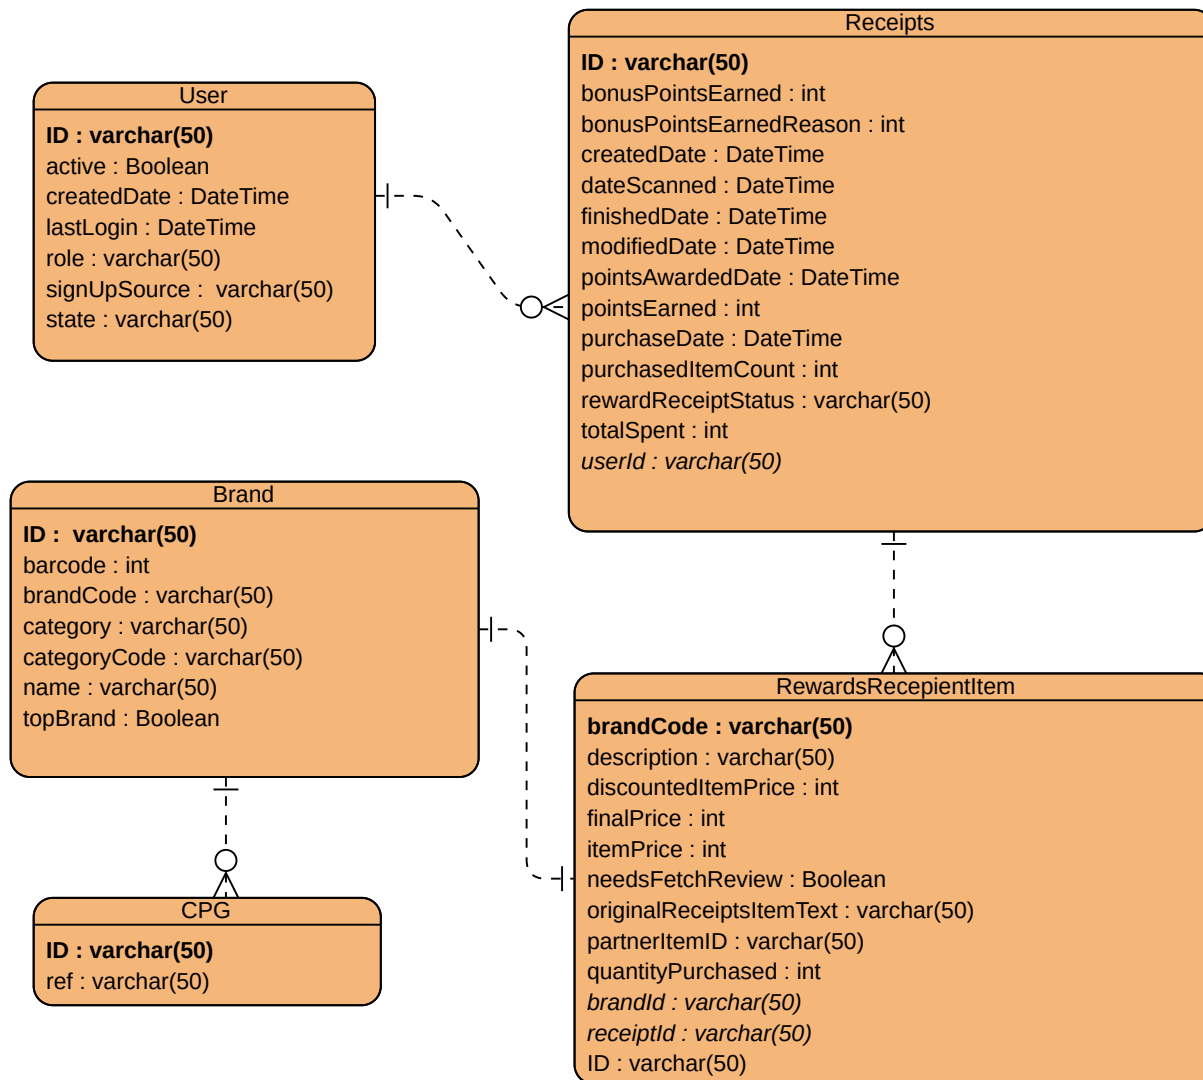 User
ID : varchar(50)
active : Boolean
createdDate : DateTime
lastLogin : DateTime
role : varchar(50)
signUpSource :  varchar(50)
state : varchar(50)
Receipts
ID : varchar(50)
bonusPointsEarned : int
bonusPointsEarnedReason : int
createdDate : DateTime
dateScanned : DateTime
finishedDate : DateTime
modifiedDate : DateTime
pointsAwardedDate : DateTime
pointsEarned : int
purchaseDate : DateTime
purchasedItemCount : int
rewardReceiptStatus : varchar(50)
totalSpent : int
userId : varchar(50)
Brand
ID :  varchar(50)
barcode : int
brandCode : varchar(50)
category : varchar(50)
categoryCode : varchar(50)
name : varchar(50)
topBrand : Boolean
RewardsRecepientItem
brandCode : varchar(50)
description : varchar(50)
discountedItemPrice : int
finalPrice : int
itemPrice : int
needsFetchReview : Boolean
originalReceiptsItemText : varchar(50)
partnerItemID : varchar(50)
quantityPurchased : int
brandId : varchar(50)
receiptId : varchar(50)
ID : varchar(50)
CPG
ID : varchar(50)
ref : varchar(50)